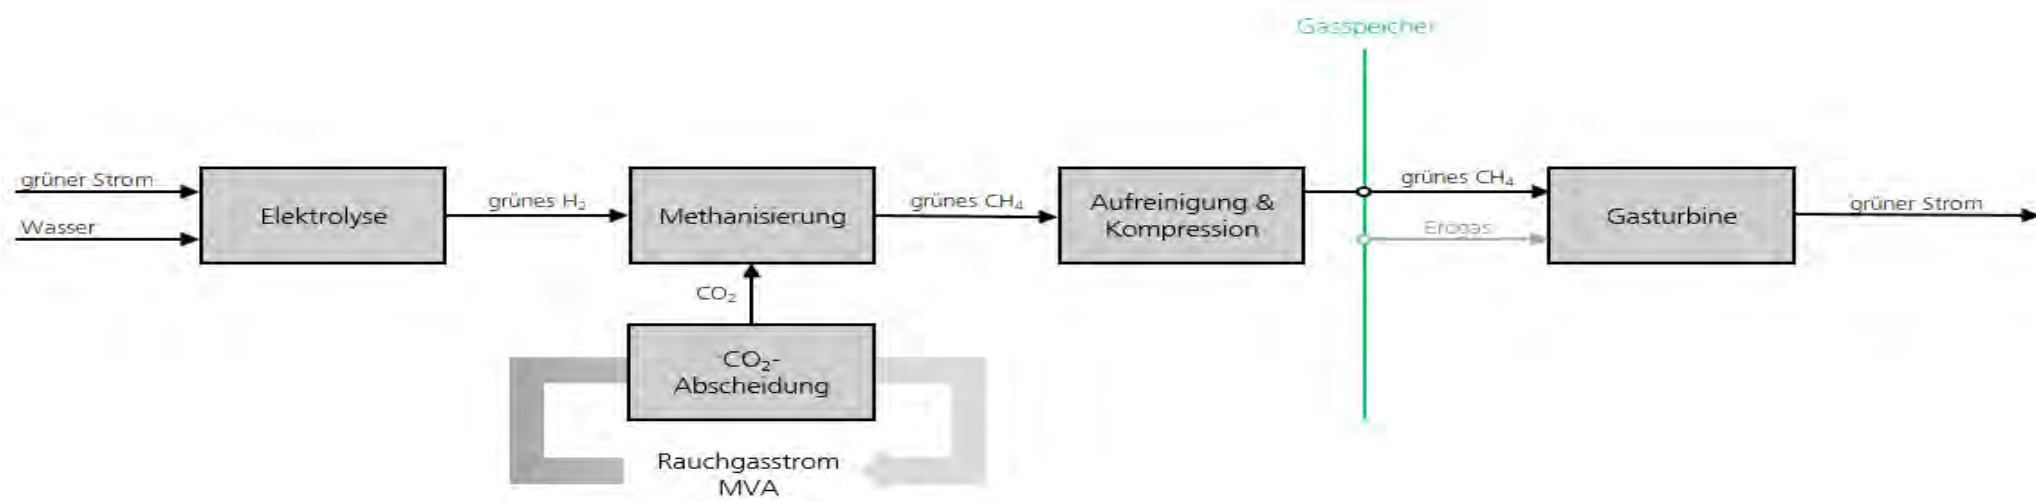 Gasspeicher
grüner Strom
Wasser
Elektrolyse
grünes H₂
Methanisierung
grünes CH₄
Aufreinigung &
Kompression
grünes CH₄
Erogas
Gasturbine
grüner Strom
CO₂
CO₂-
Abscheidung
Rauchgasstrom
MVA